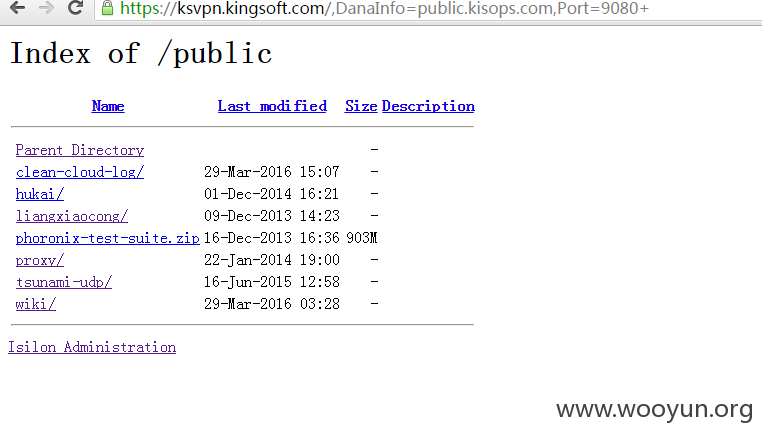 https://ksvpn.kingsoft.com/,DanaInfo=public.kisops.com,Port=9080+
Index of /public
Name Last modified Size Description
Parent Directory -
clean-cloud-log/ 29-Mar-2016 15:07 -
hukai/ 01-Dec-2014 16:21 -
liangxiaocong/ 09-Dec-2013 14:23 -
phoronix-test-suite.zip 16-Dec-2013 16:36 903M
proxy/ 22-Jan-2014 19:00 -
tsunami-udp/ 16-Jun-2015 12:58 -
wiki/ 29-Mar-2016 03:28 -
Isilon Administration
www.wooyun.org